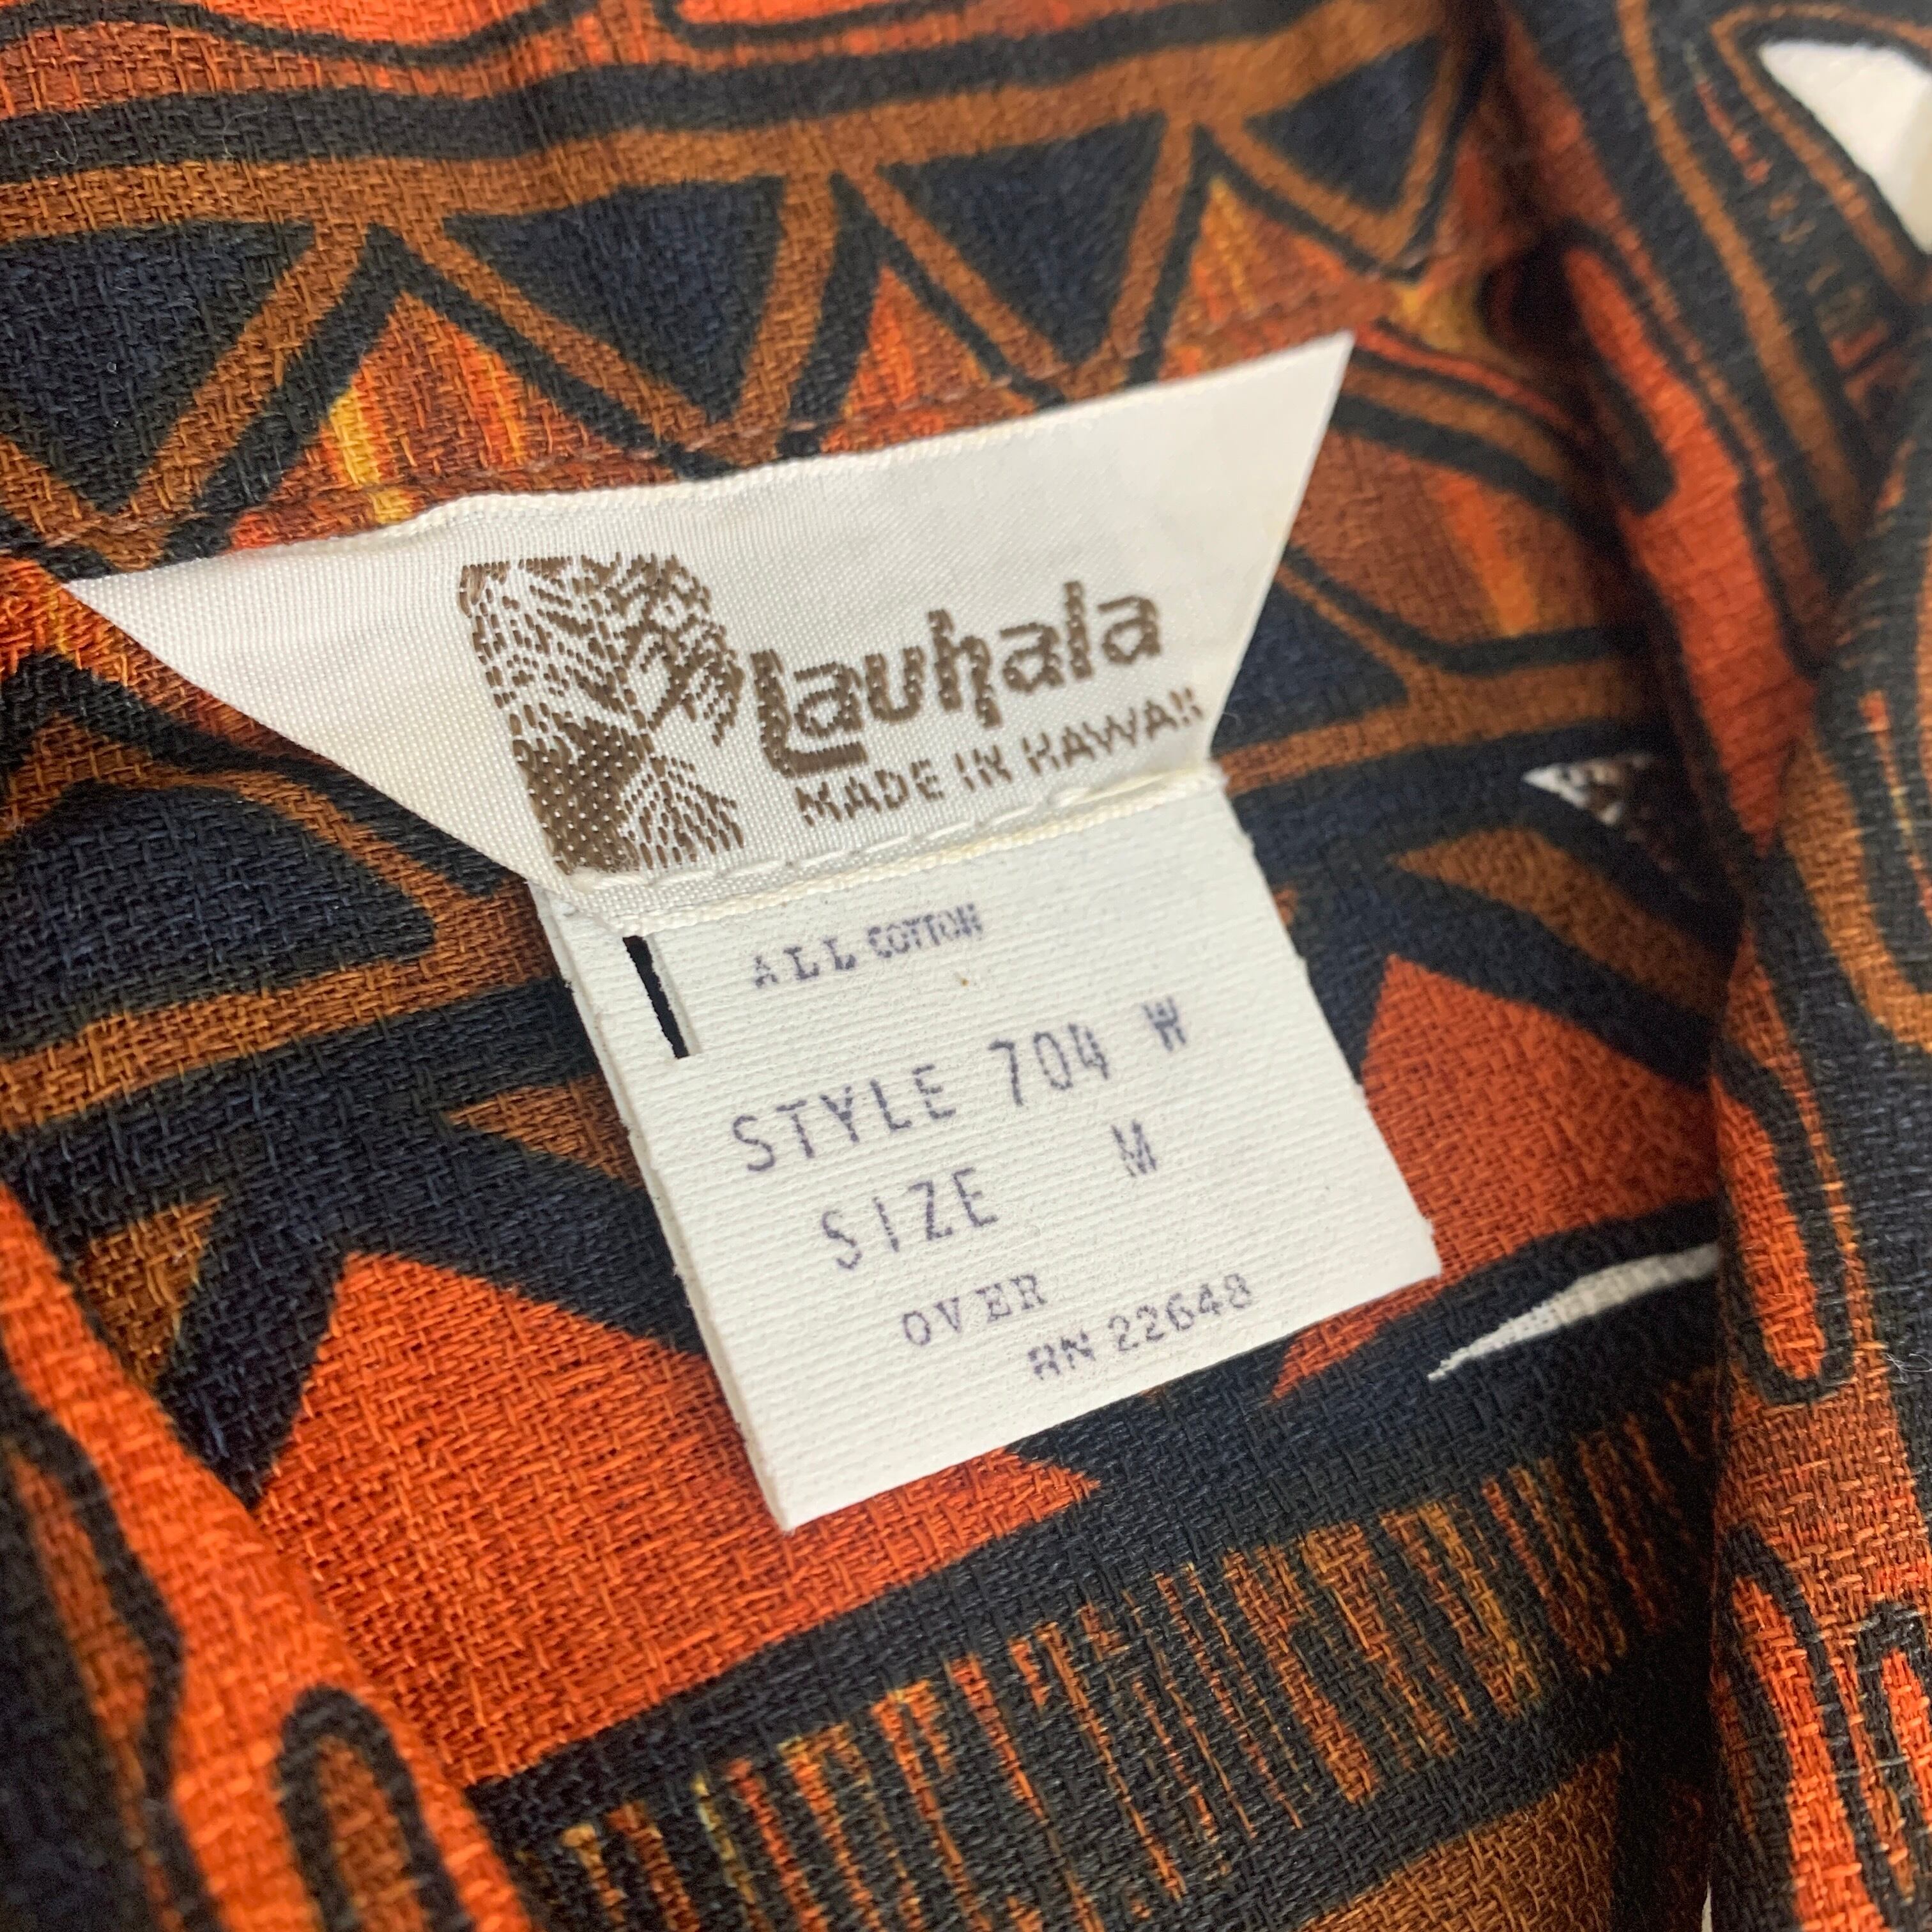 Lauhala
MADE IN HAWAII
ALL COTTON
STYLE 704 W
SIZE M
OVER
RN 22648